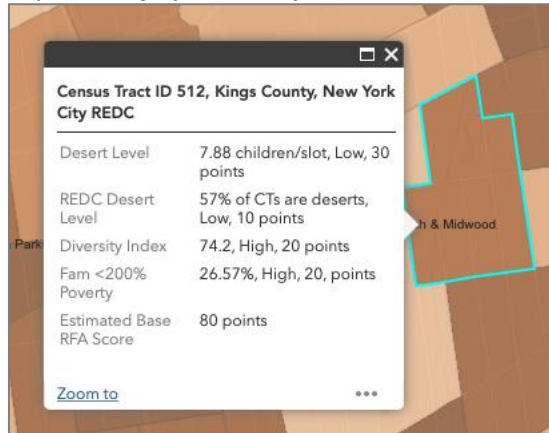 Census Tract ID 512, Kings County, New York
City REDC
Desert Level 7.88 children/slot, Low, 30
points
REDC Desert 57% of CTs are deserts,
Level Low, 10 points
Diversity Index 74.2, High, 20 points
Fam <200% 26.57%, High, 20, points
Poverty
Estimated Base 80 points
RFA Score
Zoom to
Park
h & Midwood